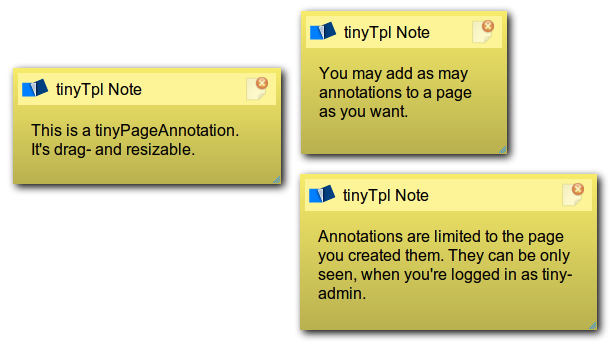 tinyTpl Note
This is a tinyPageAnnotation.
It's drag- and resizable.
tinyTpl Note
You may add as may
annotations to a page
as you want.
tinyTpl Note
Annotations are limited to the page
you created them. They can be only
seen, when you're logged in as tiny-
admin.